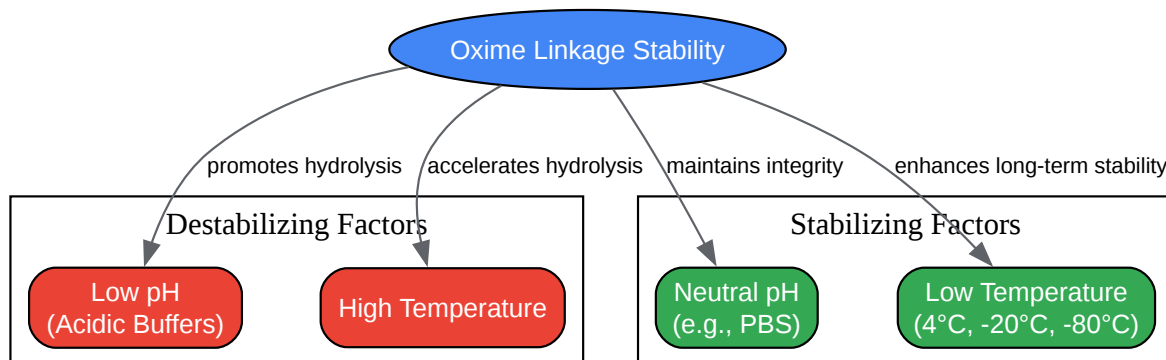 Oxime Linkage Stability
promotes hydrolysis
accelerates hydrolysis
maintains integrity
enhances long-term stability
Destabilizing Factors
Stabilizing Factors
Low pH
(Acidic Buffers)
High Temperature
Neutral pH
(e.g., PBS)
Low Temperature
(4°C, -20°C, -80°C)